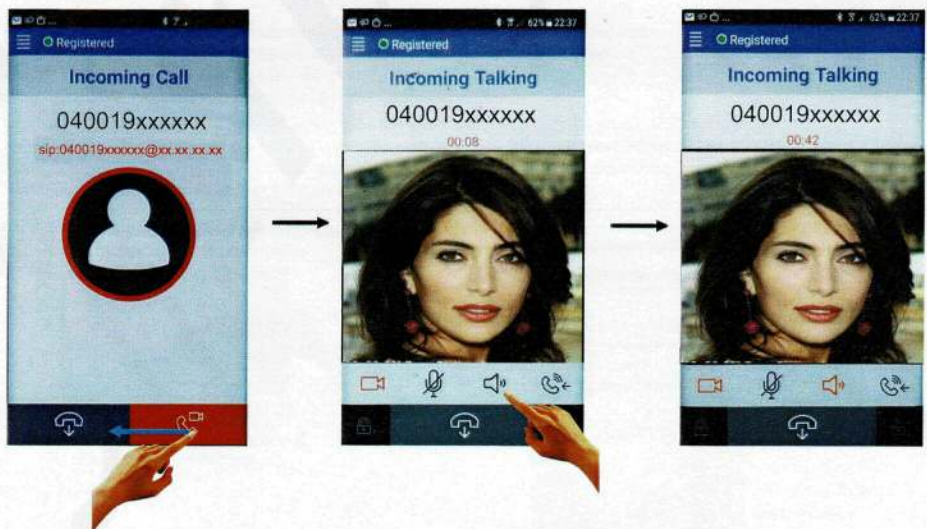 Registered
Incoming Call
040019xxxxxx
sip:040019xxxxxx@xx.xx.xx.xx
62% 22:37
Registered
Incoming Talking
040019xxxxxx
00:08
62% 22:37
Registered
Incoming Talking
040019xxxxxx
00:42